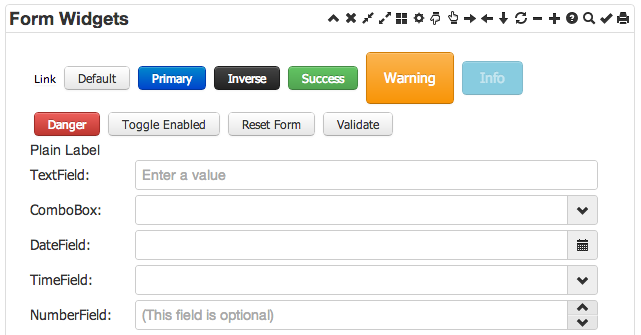 Form Widgets
Link Default Primary Inverse Success Warning Info
Danger Toggle Enabled Reset Form Validate
Plain Label
TextField: Enter a value
ComboBox:
DateField:
TimeField:
NumberField: (This field is optional)